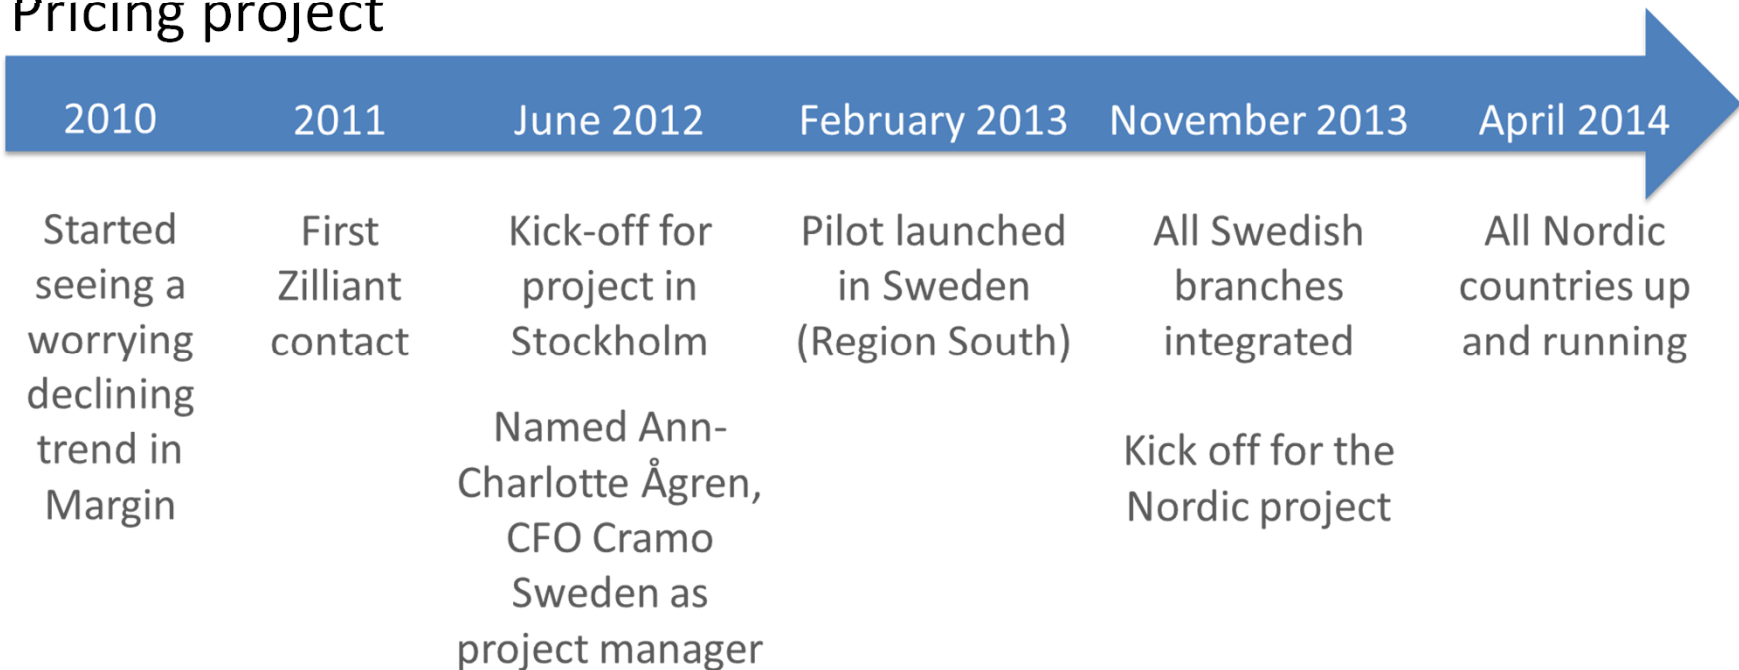 Pricing project
2010
2011
June 2012
February 2013
November 2013
April 2014
Started
seeing a
worrying
declining
trend in
Margin
First
Zilliant
contact
Kick-off for
project in
Stockholm
Named Ann-
Charlotte Ågren,
CFO Cramo
Sweden as
project manager
Pilot launched
in Sweden
(Region South)
All Swedish
branches
integrated
Kick off for the
Nordic project
All Nordic
countries up
and running